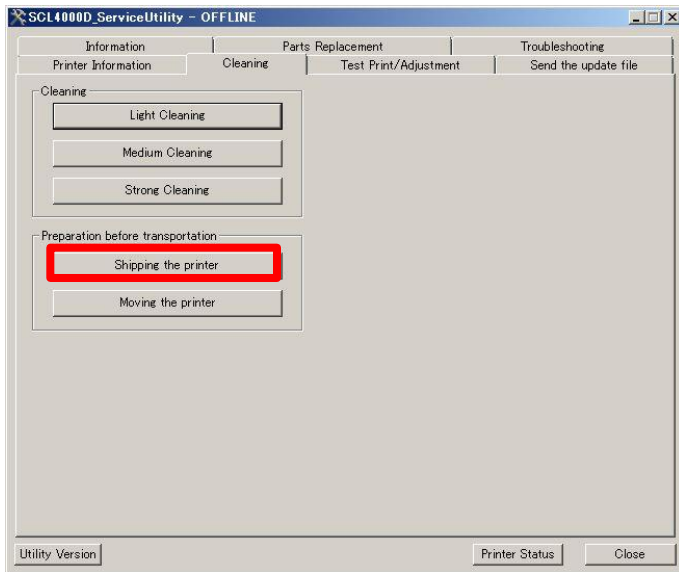 SCL4000D_ServiceUtility - OFFLINE
Information Parts Replacement Troubleshooting
Printer Information Cleaning Test Print/Adjustment Send the update file
Cleaning
Light Cleaning
Medium Cleaning
Strong Cleaning
Preparation before transportation
Shipping the printer
Moving the printer
Utility Version Printer Status Close